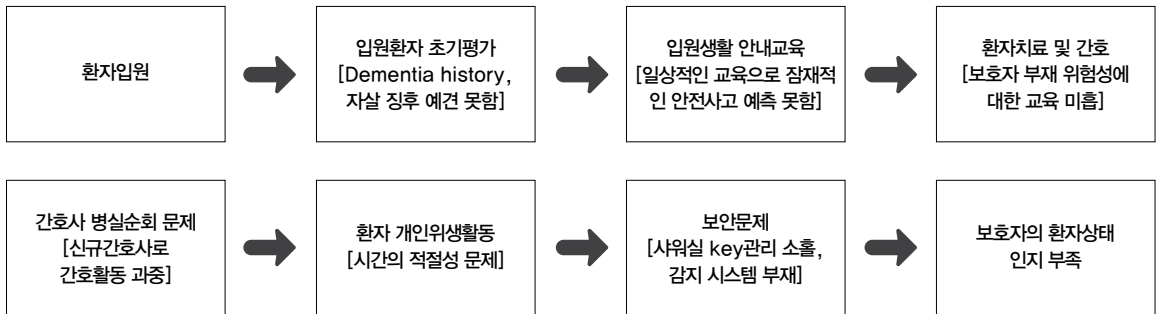 환자입원
입원환자 초기평가
[Dementia history,
자살 징후 예견 못함]
입원생활 안내교육
[일상적인 교육으로 잠재적
인 안전사고 예측 못함]
환자치료 및 간호
[보호자 부재 위험성에
대한 교육 미흡]
간호사 병실순회 문제
[신규간호사로
간호활동 과중]
환자 개인위생활동
[시간의 적절성 문제]
보안문제
[샤워실 key관리 소홀,
감지 시스템 부재]
보호자의 환자상태
인지 부족